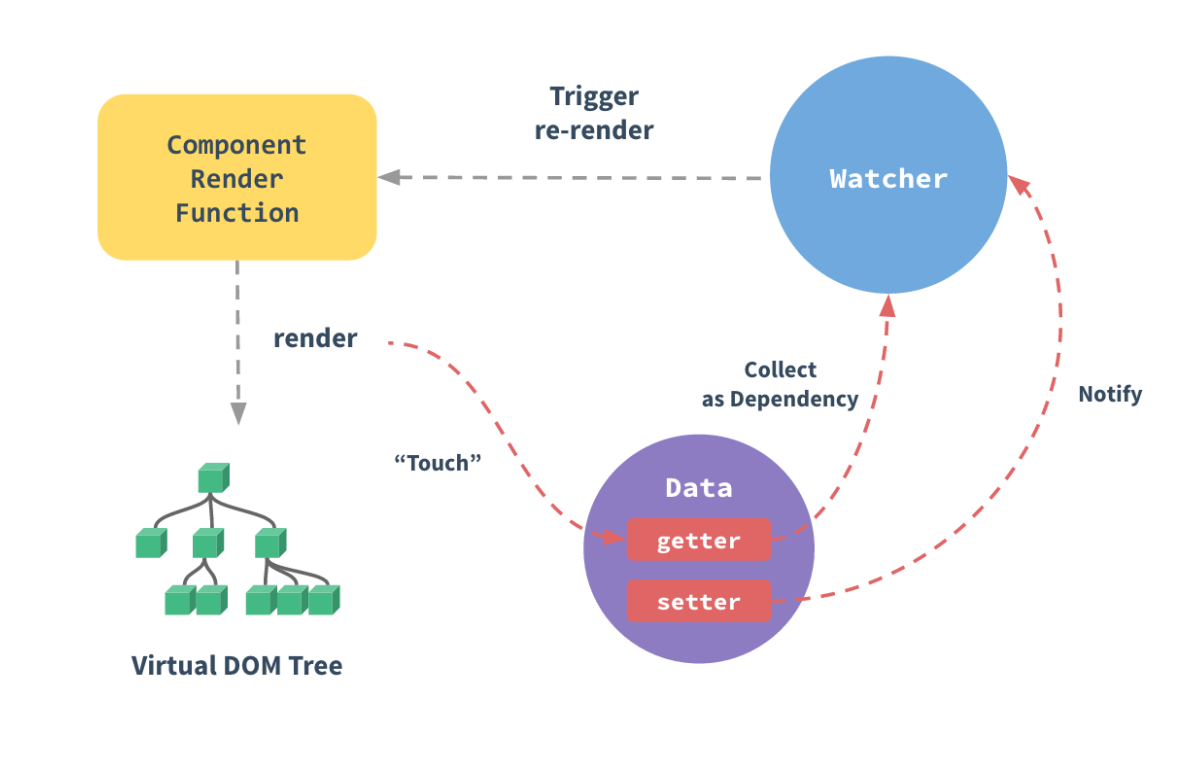 Trigger
re-render
Component
Render
Function
Watcher
render
Collect
as Dependency
Notify
“Touch”
Data
getter
setter
Virtual DOM Tree